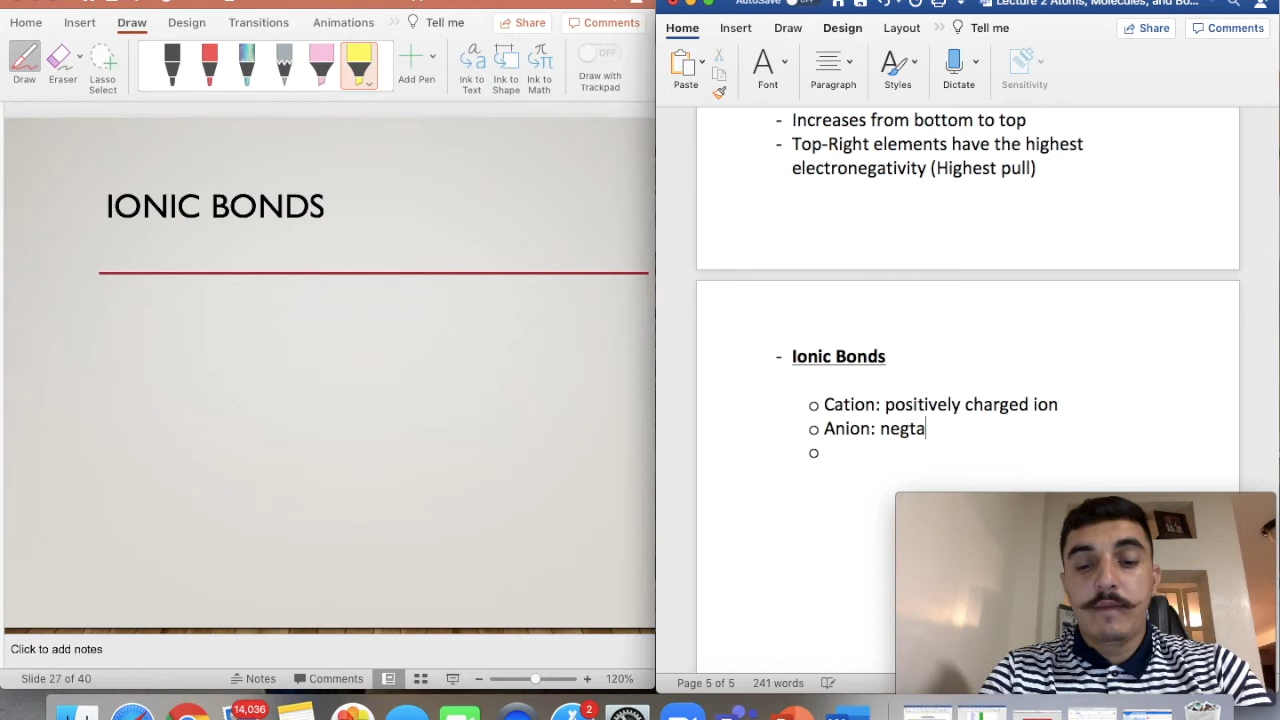 AutoSave OFF
Lecture 2 Atoms, Molecules, and Bo...
Home Insert Draw Design Transitions Animations Tell me Share Comments
Draw Eraser Lasso Select Add Pen Ink to Text Ink to Shape Ink to Math OFF Draw with Trackpad
Home Insert Draw Design Layout Tell me Share Comments
Paste Font Paragraph Styles Dictate Sensitivity
IONIC BONDS
Click to add notes
Slide 27 of 40 Notes Comments 120%
- Increases from bottom to top
- Top-Right elements have the highest
electronegativity (Highest pull)
- Ionic Bonds
o Cation: positively charged ion
o Anion: negta
o
Page 5 of 5 241 words
14,036
2